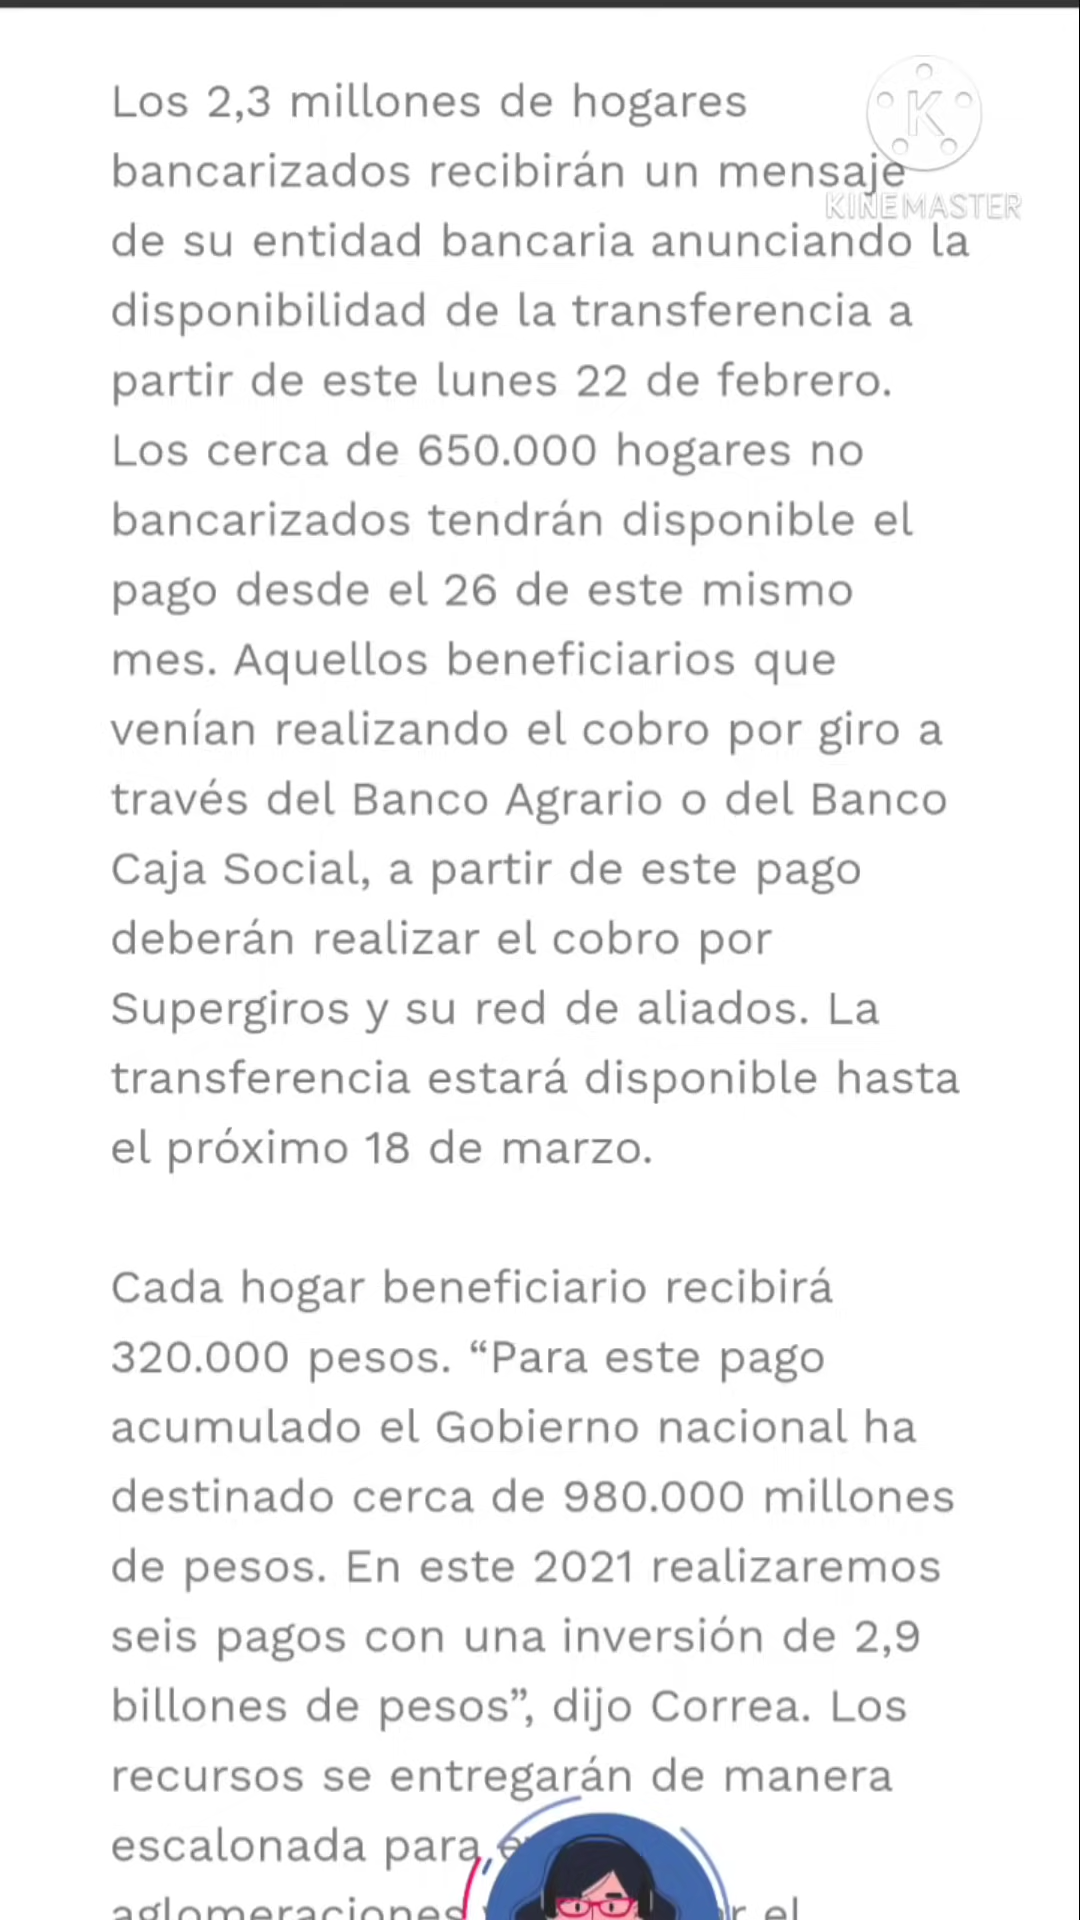 Los 2,3 millones de hogares
bancarizados recibirán un mensaje
KINEMASTER
de su entidad bancaria anunciando la
disponibilidad de la transferencia a
partir de este lunes 22 de febrero.
Los cerca de 650.000 hogares no
bancarizados tendrán disponible el
pago desde el 26 de este mismo
mes. Aquellos beneficiarios que
venían realizando el cobro por giro a
través del Banco Agrario o del Banco
Caja Social, a partir de este pago
deberán realizar el cobro por
Supergiros y su red de aliados. La
transferencia estará disponible hasta
el próximo 18 de marzo.
Cada hogar beneficiario recibirá
320.000 pesos. “Para este pago
acumulado el Gobierno nacional ha
destinado cerca de 980.000 millones
de pesos. En este 2021 realizaremos
seis pagos con una inversión de 2,9
billones de pesos”, dijo Correa. Los
recursos se entregarán de manera
escalonada para
aglomeraciones el